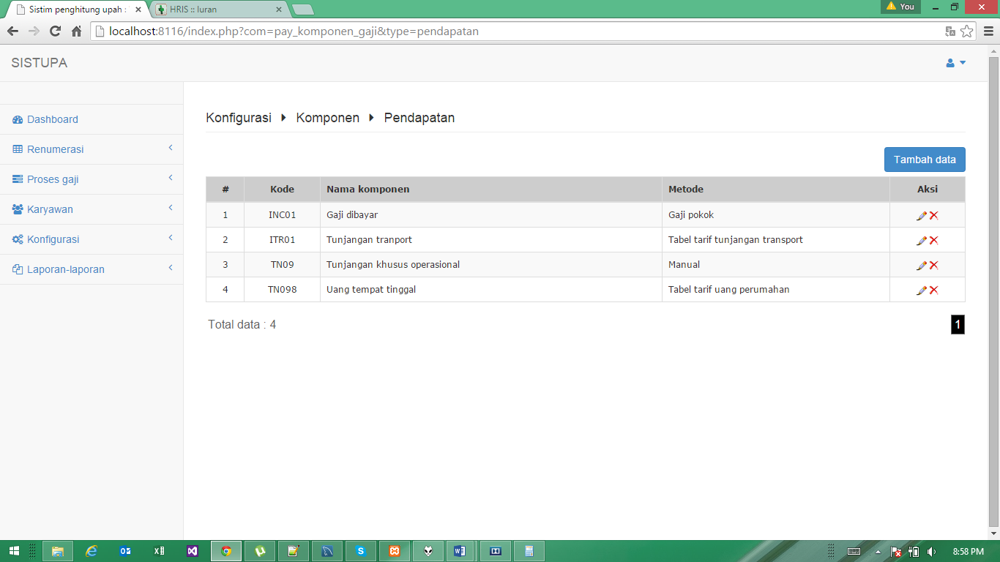 Sistim penghitung upah :
HRIS :: Iuran
You
localhost:8116/index.php?com=pay_komponen_gaji&type=pendapatan
SISTUPA
Dashboard
Renumerasi
Proses gaji
Karyawan
Konfigurasi
Laporan-laporan
Konfigurasi Komponen Pendapatan
Tambah data
# Kode Nama komponen Metode Aksi
1 INC01 Gaji dibayar Gaji pokok
2 ITR01 Tunjangan tranport Tabel tarif tunjangan transport
3 TN09 Tunjangan khusus operasional Manual
4 TN098 Uang tempat tinggal Tabel tarif uang perumahan
Total data : 4
1
8:58 PM